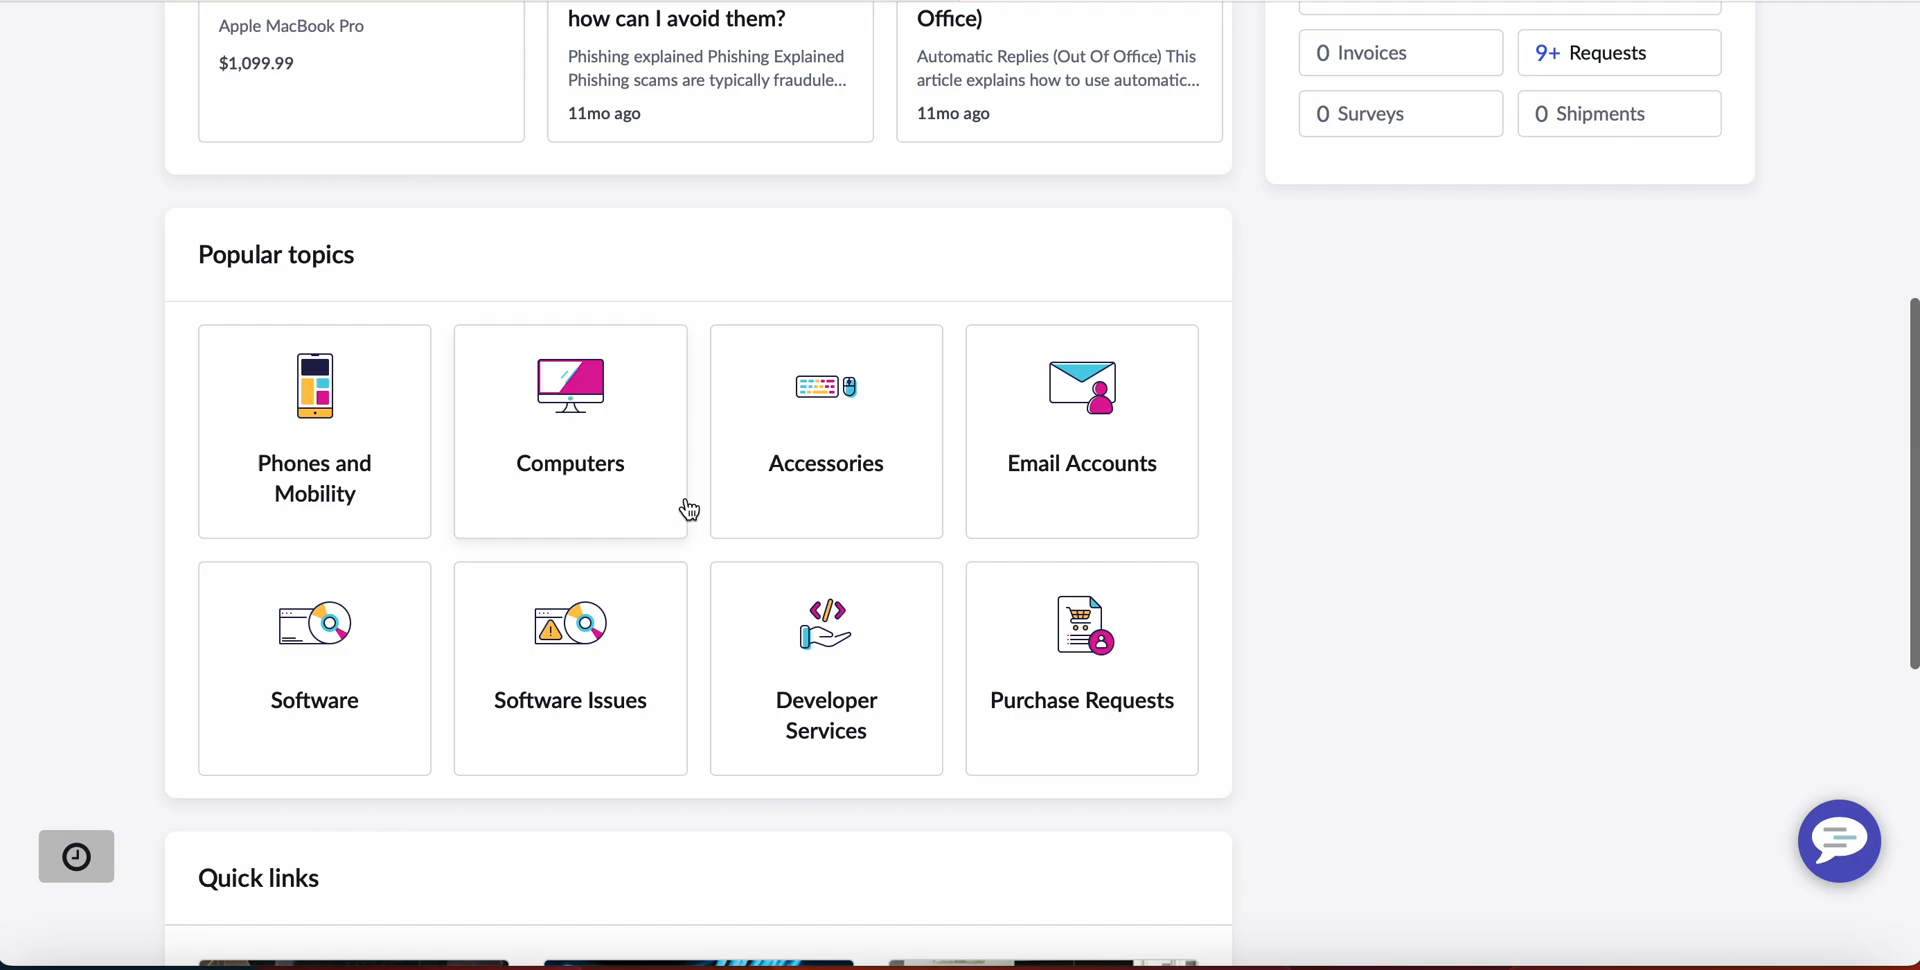 Apple MacBook Pro
$1,099.99
how can I avoid them?
Phishing explained Phishing Explained
Phishing scams are typically fraudule...
11mo ago
Office)
Automatic Replies (Out Of Office) This
article explains how to use automatic...
11mo ago
0 Invoices
9+ Requests
0 Surveys
0 Shipments
Popular topics
Phones and
Mobility
Computers
Accessories
Email Accounts
Software
Software Issues
Developer
Services
Purchase Requests
Quick links